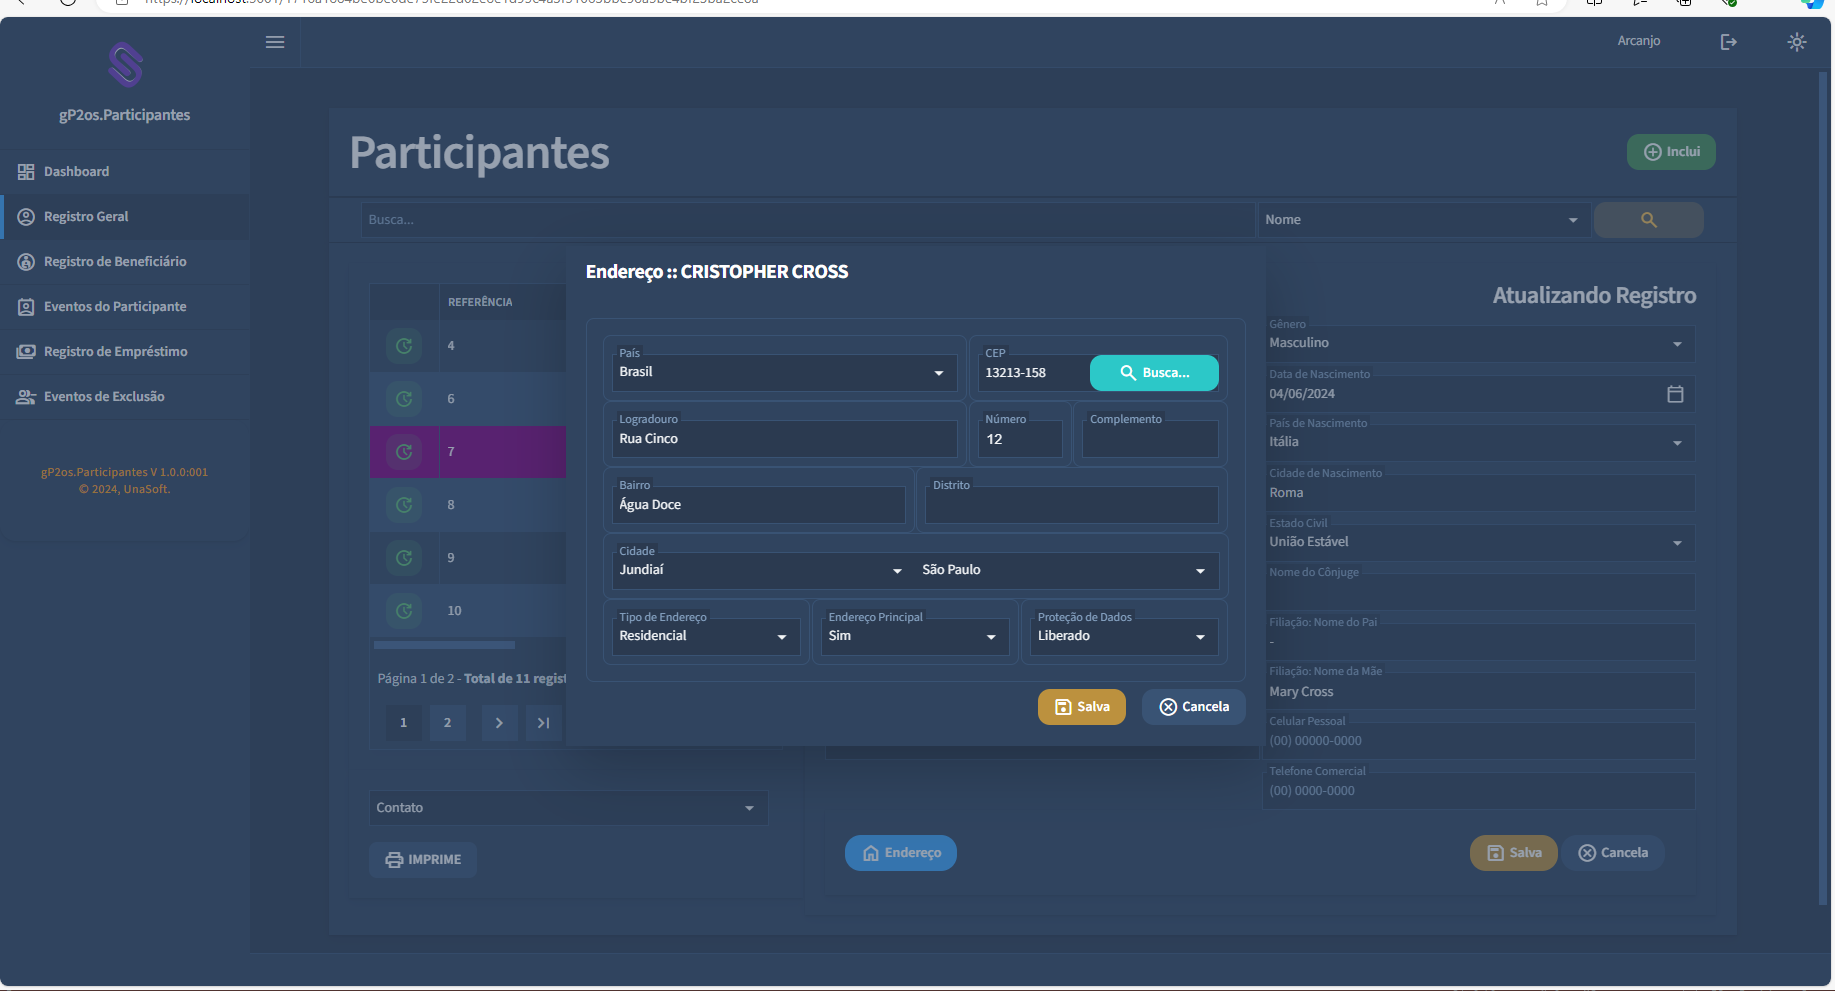 Arcanjo
gP2os.Participantes
Dashboard
Registro Geral
Registro de Beneficiário
Eventos do Participante
Registro de Empréstimo
Eventos de Exclusão
gP2os.Participantes V 1.0.0:001
© 2024, UnaSoft.
Participantes
Inclui
Busca...
Nome
REFERÊNCIA
4
6
7
8
9
10
Página 1 de 2 - Total de 11 regist
1
2
Contato
IMPRIME
Endereço :: CRISTOPHER CROSS
País
Brasil
CEP
13213-158
Busca...
Logradouro
Rua Cinco
Número
12
Complemento
Bairro
Água Doce
Distrito
Cidade
Jundiaí
São Paulo
Tipo de Endereço
Residencial
Endereço Principal
Sim
Proteção de Dados
Liberado
Salva
Cancela
Atualizando Registro
Gênero
Masculino
Data de Nascimento
04/06/2024
País de Nascimento
Itália
Cidade de Nascimento
Roma
Estado Civil
União Estável
Nome do Cônjuge
Filiação: Nome do Pai
-
Filiação: Nome da Mãe
Mary Cross
Celular Pessoal
(00) 00000-0000
Telefone Comercial
(00) 0000-0000
Endereço
Salva
Cancela